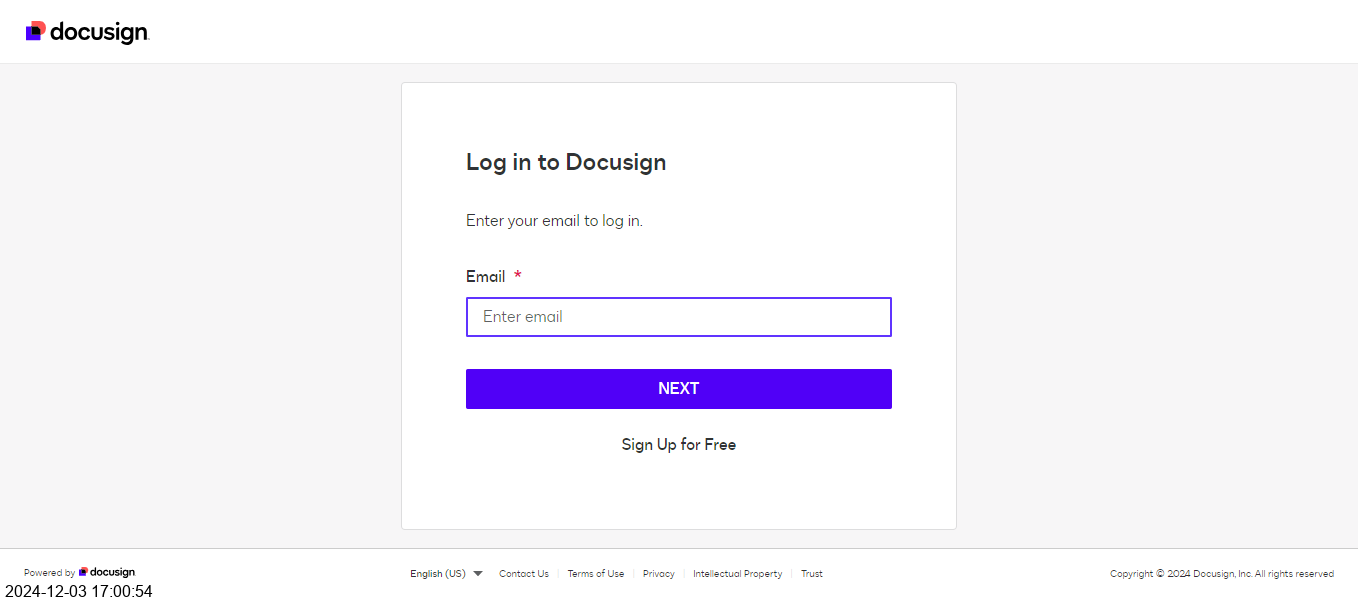 docusign
Log in to Docusign
Enter your email to log in.
Email *
Enter email
NEXT
Sign Up for Free
Powered by docusign
English (US) Contact Us Terms of Use Privacy Intellectual Property Trust
Copyright © 2024 Docusign, Inc. All rights reserved
2024-12-03 17:00:54